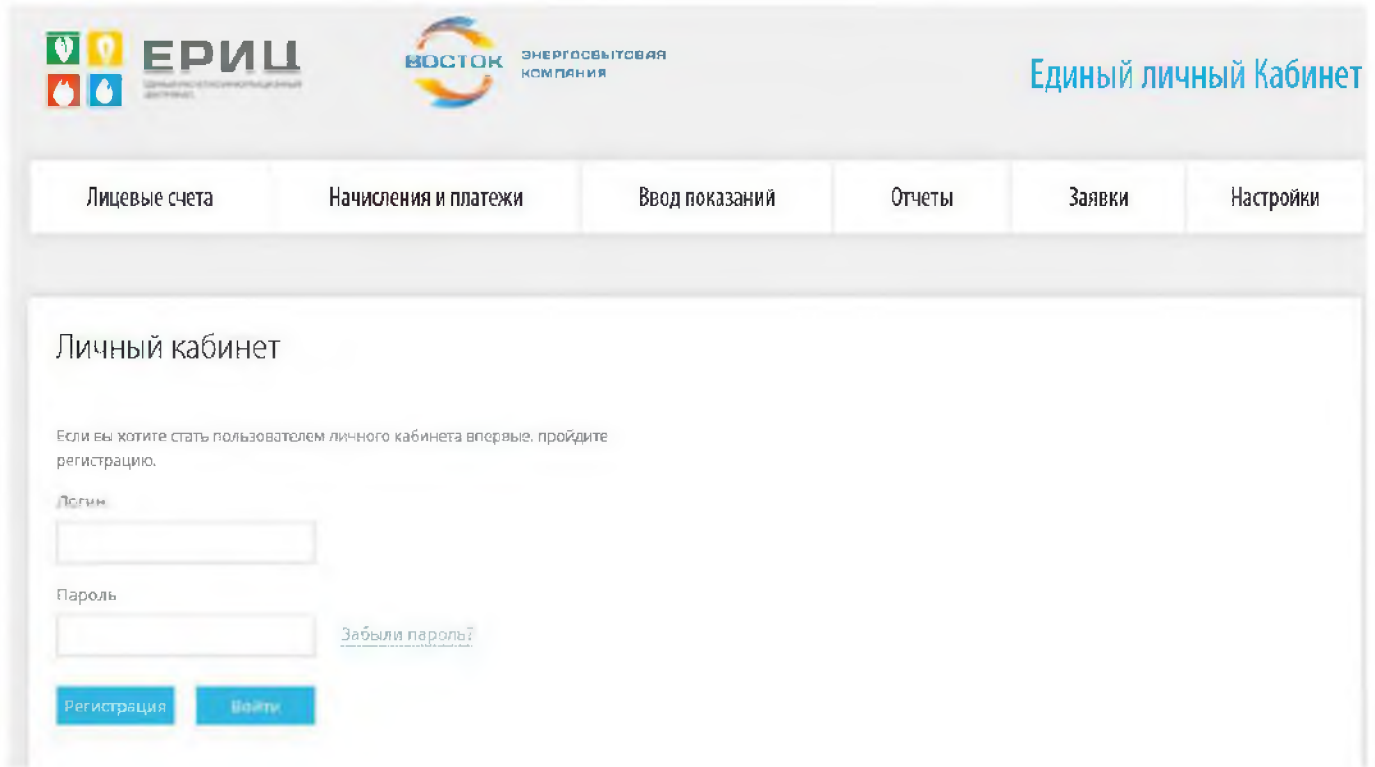 ЕРИЦ
ВОСТОК
ЭНЕРГОСБЫТОВАЯ
КОМПАНИЯ
Единый личный Кабинет
Лицевые счета
Начисления и платежи
Ввод показаний
Отчеты
Заявки
Настройки
Личный кабинет
Если вы хотите стать пользователем личного кабинета впервые, пройдите
регистрацию.
Логин
Пароль
Забыли пароль?
Регистрация
Войти